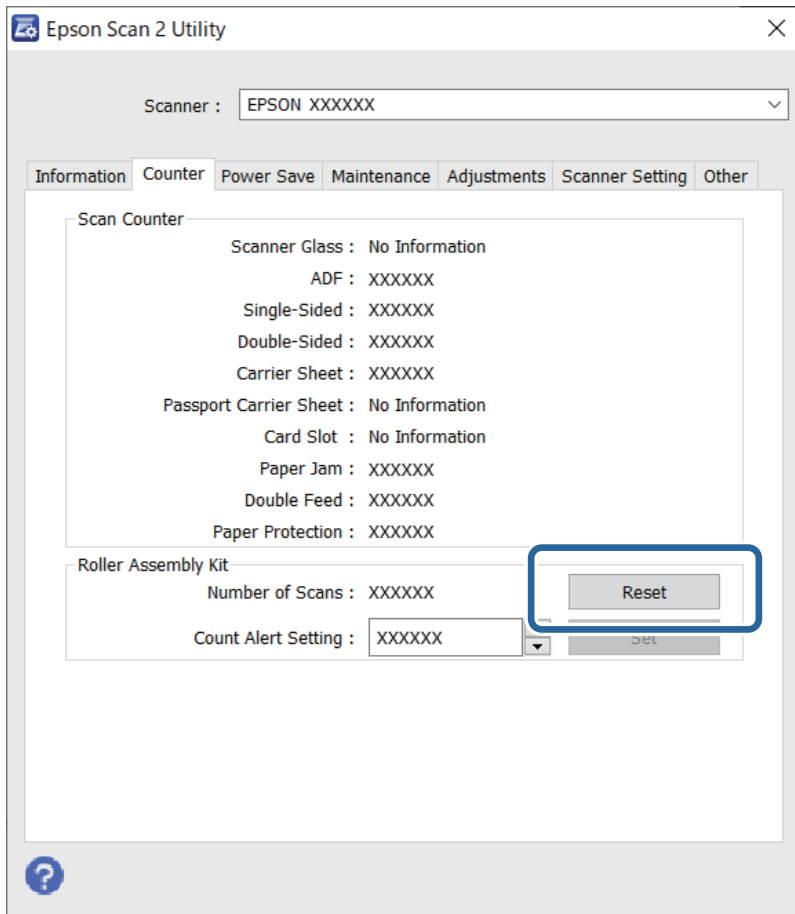 Epson Scan 2 Utility
Scanner : EPSON XXXXXX
Information Counter Power Save Maintenance Adjustments Scanner Setting Other
Scan Counter
Scanner Glass : No Information
ADF : XXXXXX
Single-Sided : XXXXXX
Double-Sided : XXXXXX
Carrier Sheet : XXXXXX
Passport Carrier Sheet : No Information
Card Slot : No Information
Paper Jam : XXXXXX
Double Feed : XXXXXX
Paper Protection : XXXXXX
Roller Assembly Kit
Number of Scans : XXXXXX Reset
Count Alert Setting : XXXXXX Set
?